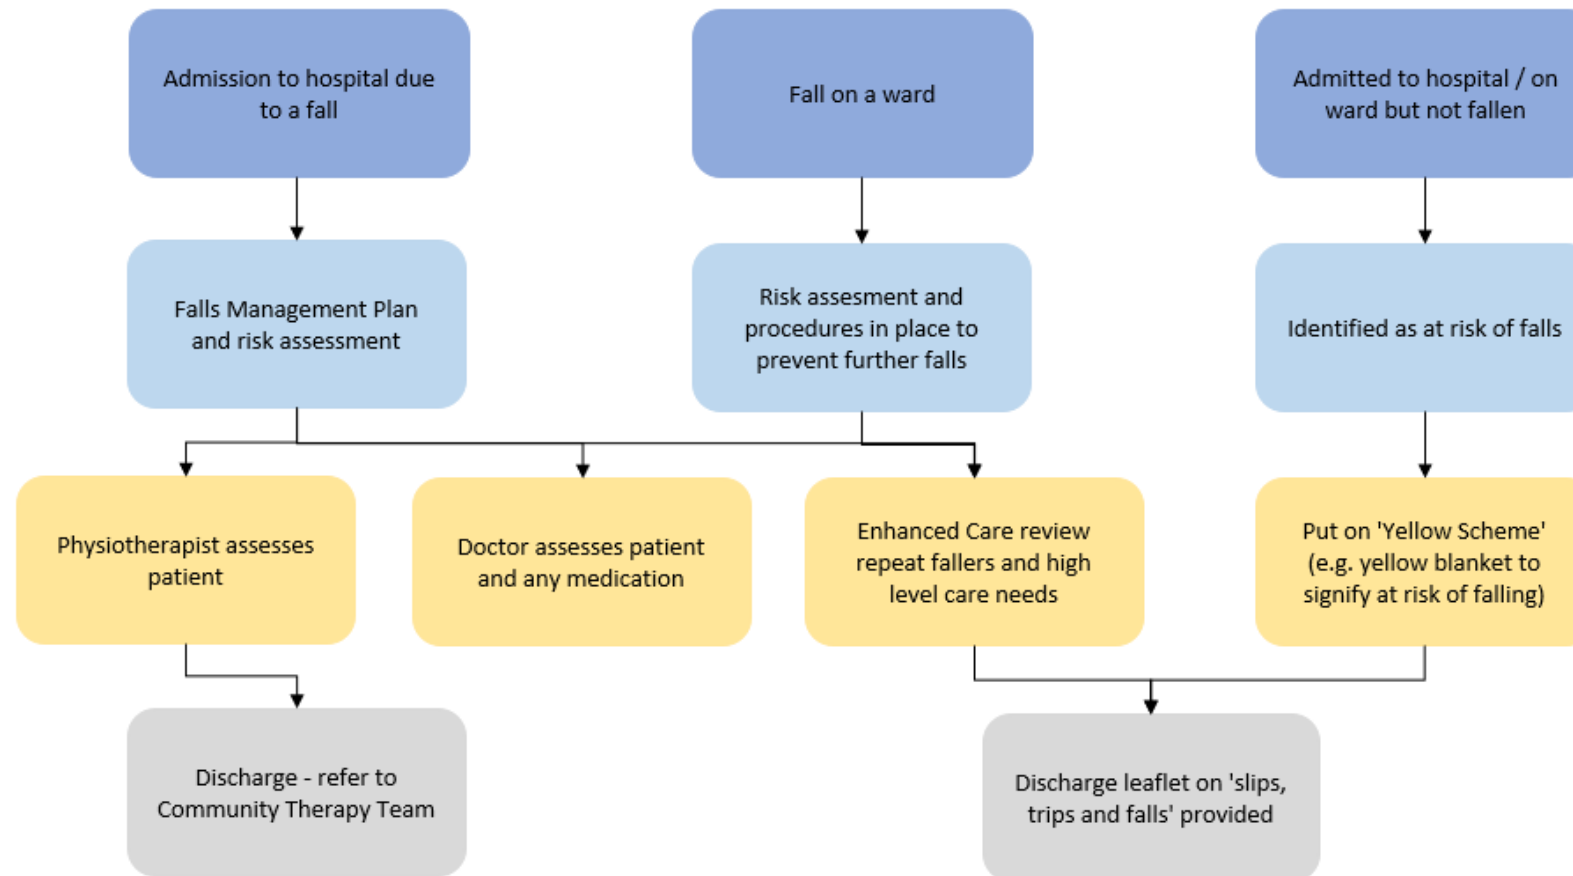 Admission to hospital due
to a fall
Fall on a ward
Admitted to hospital / on
ward but not fallen
Falls Management Plan
and risk assessment
Risk assesment and
procedures in place to
prevent further falls
Identified as at risk of falls
Physiotherapist assesses
patient
Doctor assesses patient
and any medication
Enhanced Care review
repeat fallers and high
level care needs
Put on 'Yellow Scheme'
(e.g. yellow blanket to
signify at risk of falling)
Discharge - refer to
Community Therapy Team
Discharge leaflet on 'slips,
trips and falls' provided